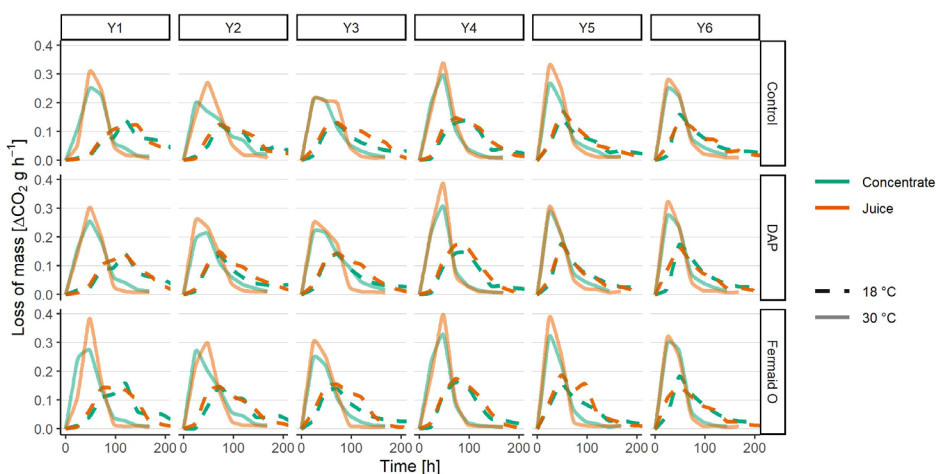 Y1 Y2 Y3 Y4 Y5 Y6
0.4
0.3
0.2
0.1
0.0
Control
0.4
0.3
0.2
0.1
0.0
DAP
0.4
0.3
0.2
0.1
0.0
Fermaid O
Loss of mass [ΔCO₂ g h⁻¹]
0 100 200 0 100 200 0 100 200 0 100 200 0 100 200 0 100 200
Time [h]
Concentrate
Juice
18 °C
30 °C